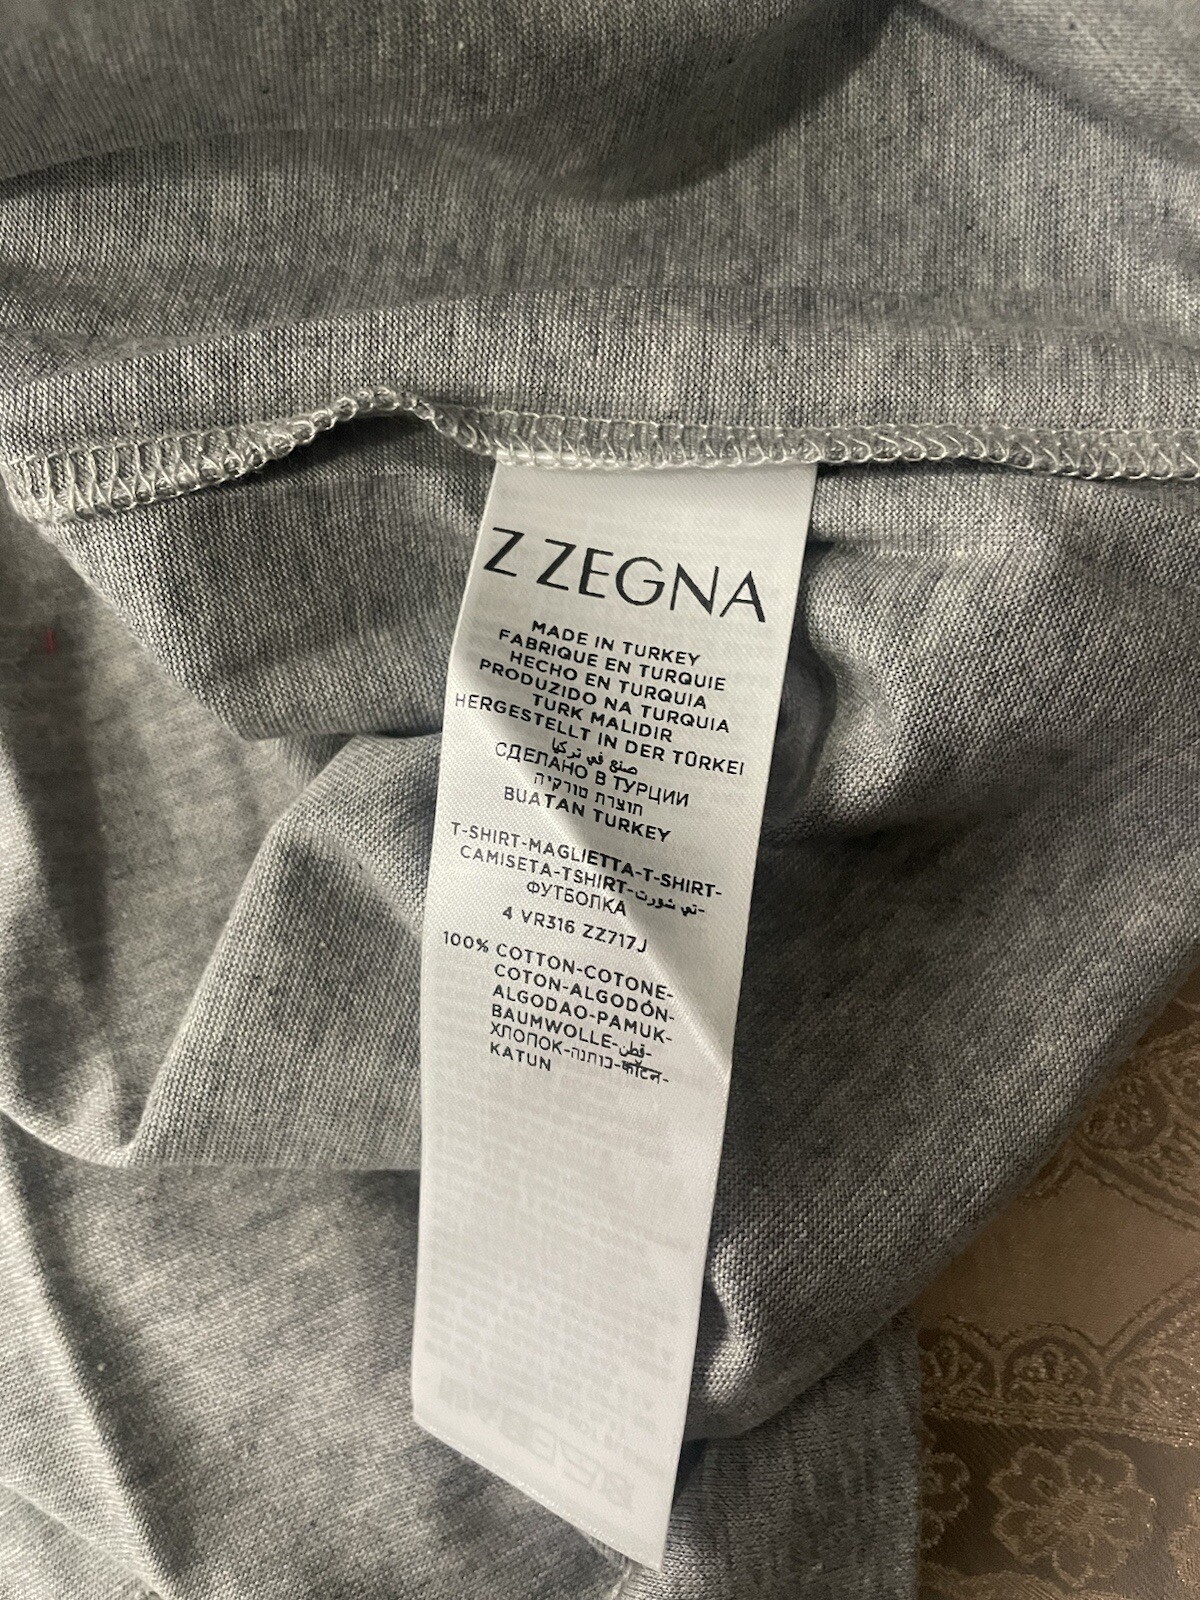 Z ZEGNA
MADE IN TURKEY
FABRIQUE EN TURQUIE
HECHO EN TURQUIA
PRODUZIDO NA TURQUIA
TURK MALIDIR
HERGESTELLT IN DER TÜRKEI
صنع في تركيا
СДЕЛАНО В ТУРЦИИ
תוצרת טורקיה
BUATAN TURKEY
T-SHIRT-MAGLIETTA-T-SHIRT-
CAMISETA-TSHIRT-تي شورت-
ФУТБОЛКА
4 VR316 ZZ717J
100% COTTON-COTONE-
COTON-ALGODÓN-
ALGODAO-PAMUK-
BAUMWOLLE-قطن-
ХЛОПОК-כותנה-कॉटन-
KATUN